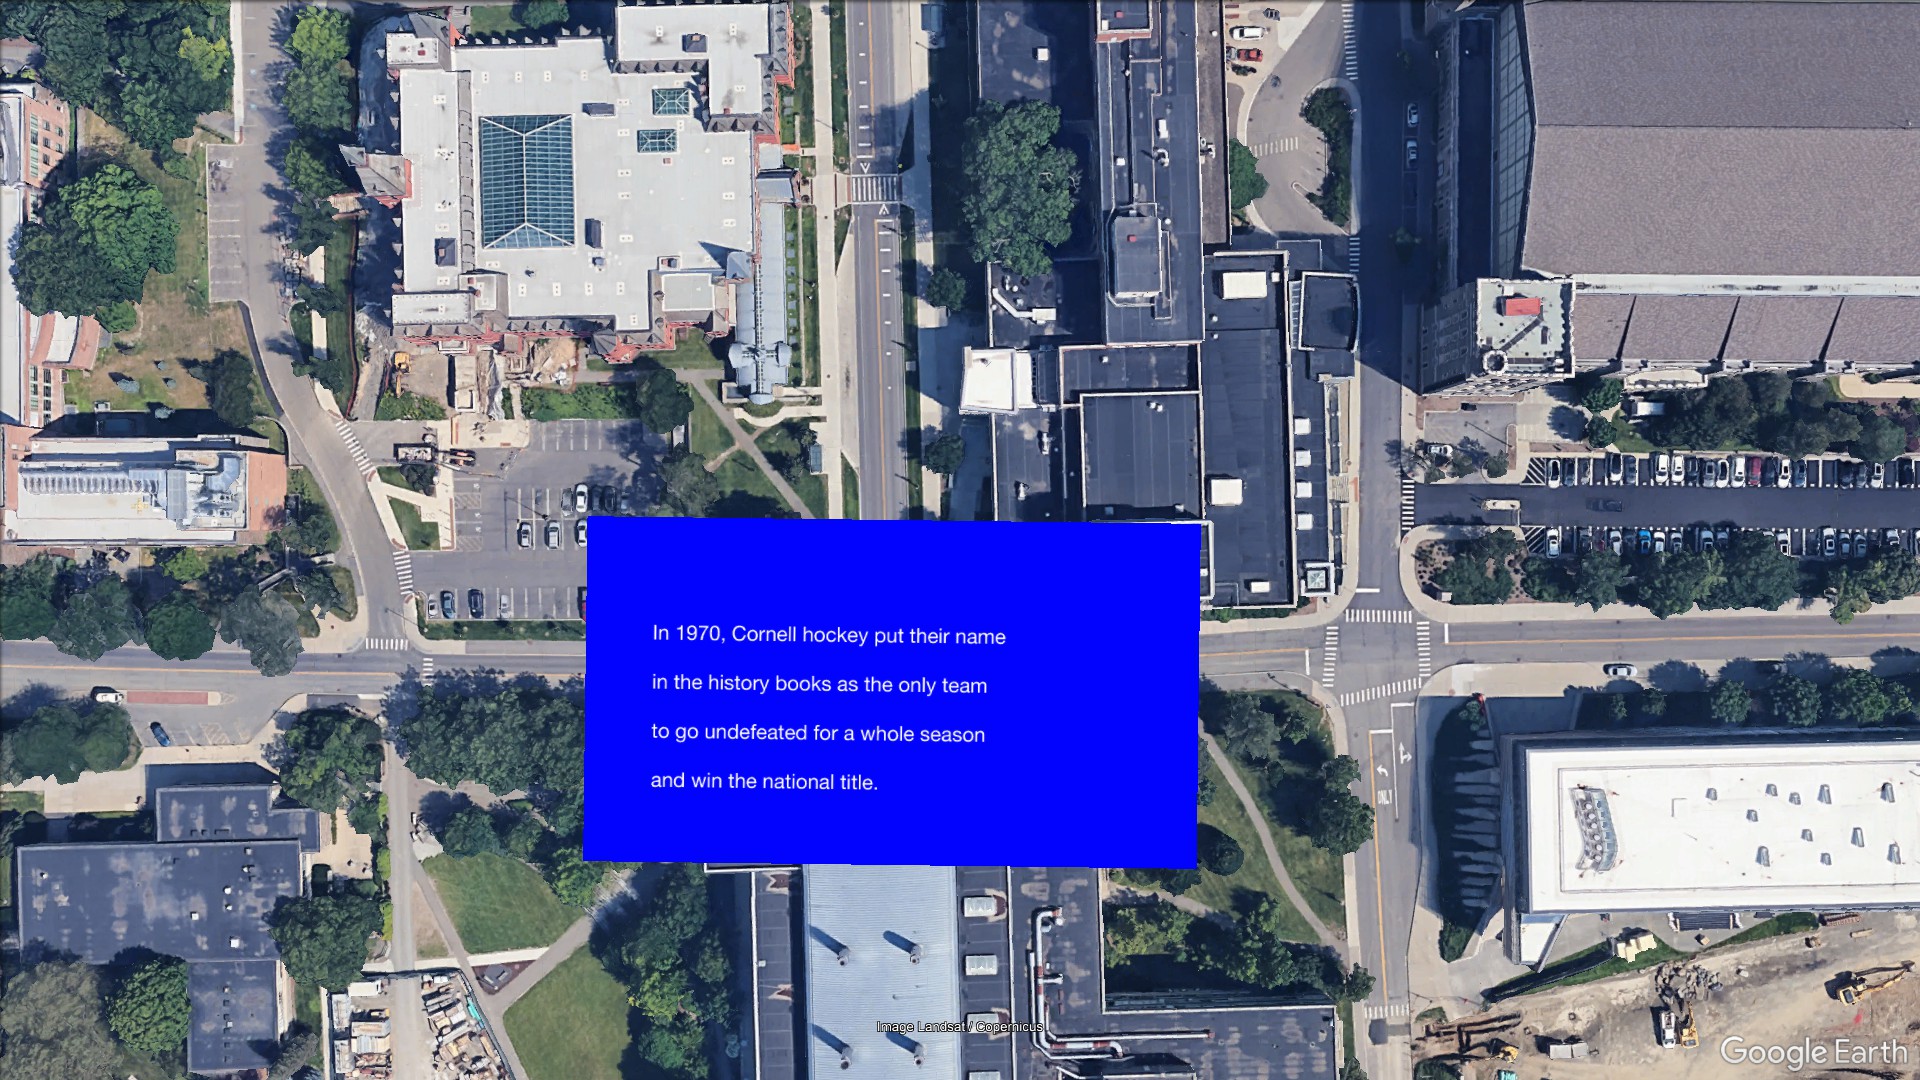 In 1970, Cornell hockey put their name
in the history books as the only team
to go undefeated for a whole season
and win the national title.
ONLY
Image Landsat / Copernicus
Google Earth